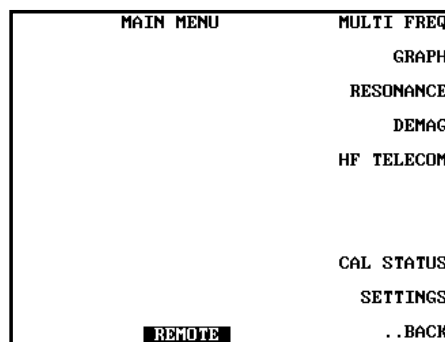 MAIN MENU MULTI FREQ
GRAPH
RESONANCE
DEMAG
HF TELECOM
CAL STATUS
SETTINGS
REMOTE ..BACK